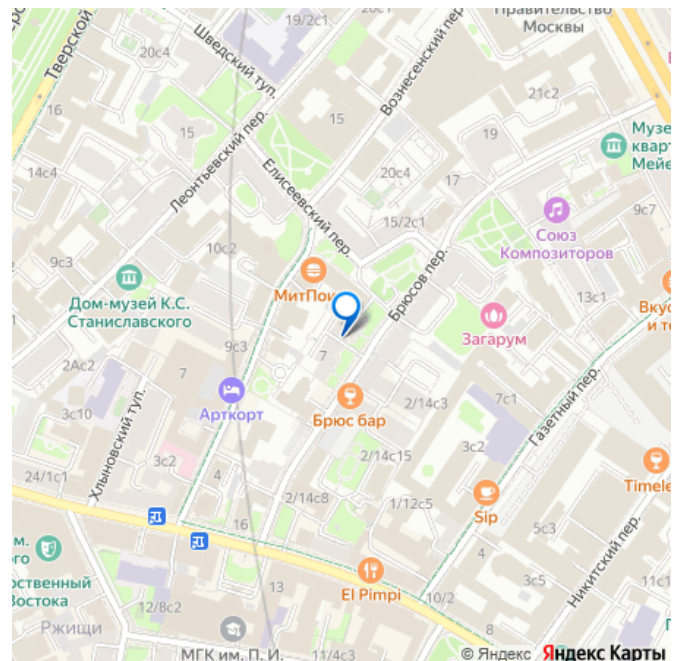 Правительство
Москвы
Тверской
20с4
Шведский туп.
19/2с1
Вознесенский пер.
21с2
16
15
15
19
Музе
кварт
Мейе
14с4
Леонтьевский пер.
Елисеевский пер.
20с4
17
15/2с1
Союз
Композиторов
9с7
10с2
9с3
Дом-музей К.С.
Станиславского
МитПои
Брюсов пер.
13с1
Вкус
и то
Загарум
9с3
7
2Ас2
7
Арткорт
Брюс бар
2/14с3
7с1
Газетный пер.
3с10
Хлыновский туп.
3с2
3с2
2/14с15
24/1с1
2/14с8
1/12с5
Sip
Timele
16
5с3
4
Никитский пер.
рственный
Востока
13
El Pimpi
3с5
11с1
12/8с2
10/2
8
Ржищи
МГК им. П. И.
11/4с3
© Яндекс Яндекс Карты